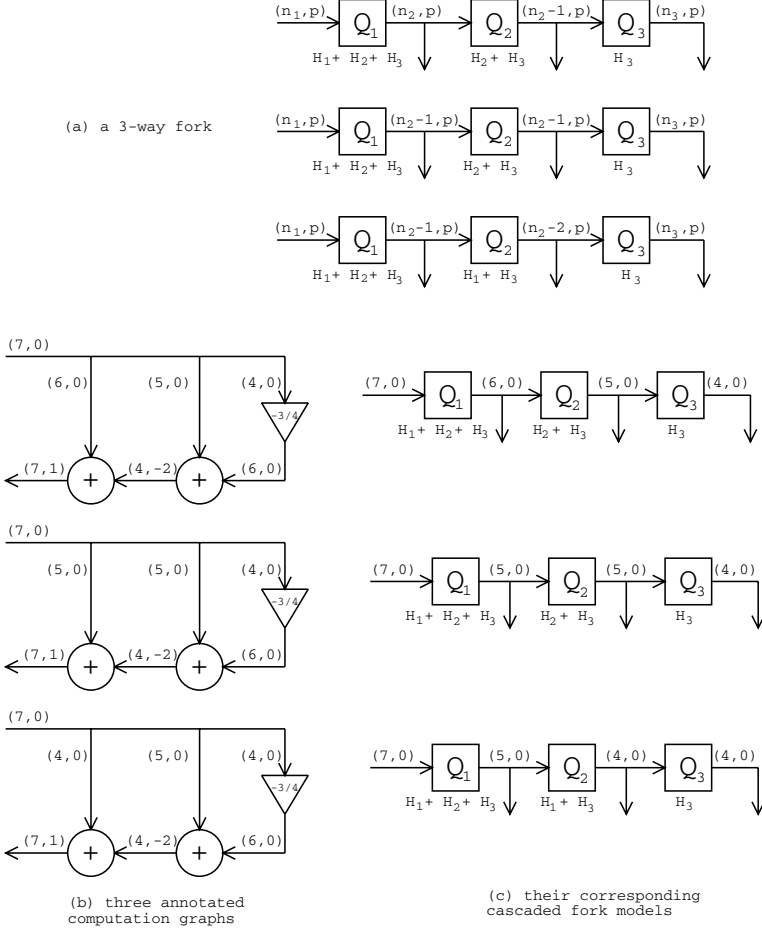 (n1,p) Q1 (n2,p) Q2 (n2-1,p) Q3 (n3,p)
H1+ H2+ H3 H2+ H3 H3
(a) a 3-way fork
(n1,p) Q1 (n2-1,p) Q2 (n2-1,p) Q3 (n3,p)
H1+ H2+ H3 H2+ H3 H3
(n1,p) Q1 (n2-1,p) Q2 (n2-2,p) Q3 (n3,p)
H1+ H2+ H3 H1+ H3 H3
(7,0)
(6,0) (5,0) (4,0)
-3/4
(7,1) + (4,-2) + (6,0)
(7,0) Q1 (6,0) Q2 (5,0) Q3 (4,0)
H1+ H2+ H3 H2+ H3 H3
(7,0)
(5,0) (5,0) (4,0)
-3/4
(7,1) + (4,-2) + (6,0)
(7,0) Q1 (5,0) Q2 (5,0) Q3 (4,0)
H1+ H2+ H3 H2+ H3 H3
(7,0)
(4,0) (5,0) (4,0)
-3/4
(7,1) + (4,-2) + (6,0)
(7,0) Q1 (5,0) Q2 (4,0) Q3 (4,0)
H1+ H2+ H3 H1+ H3 H3
(b) three annotated
computation graphs
(c) their corresponding
cascaded fork models